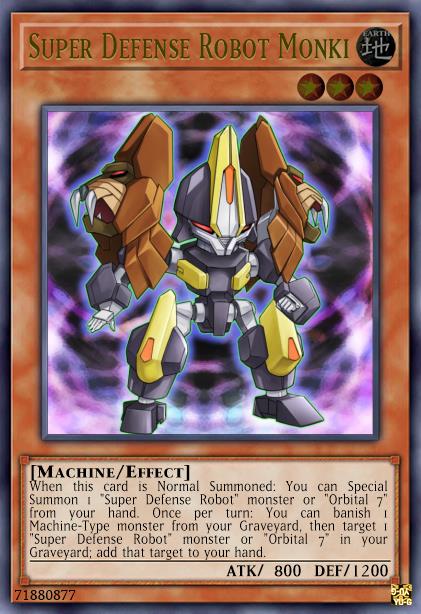 Super Defense Robot Monki
EARTH
地
[Machine/Effect]
When this card is Normal Summoned: You can Special
Summon 1 "Super Defense Robot" monster or "Orbital 7"
from your hand. Once per turn: You can banish 1
Machine-Type monster from your Graveyard, then target 1
"Super Defense Robot" monster or "Orbital 7" in your
Graveyard; add that target to your hand.
ATK/ 800 DEF/1200
71880877